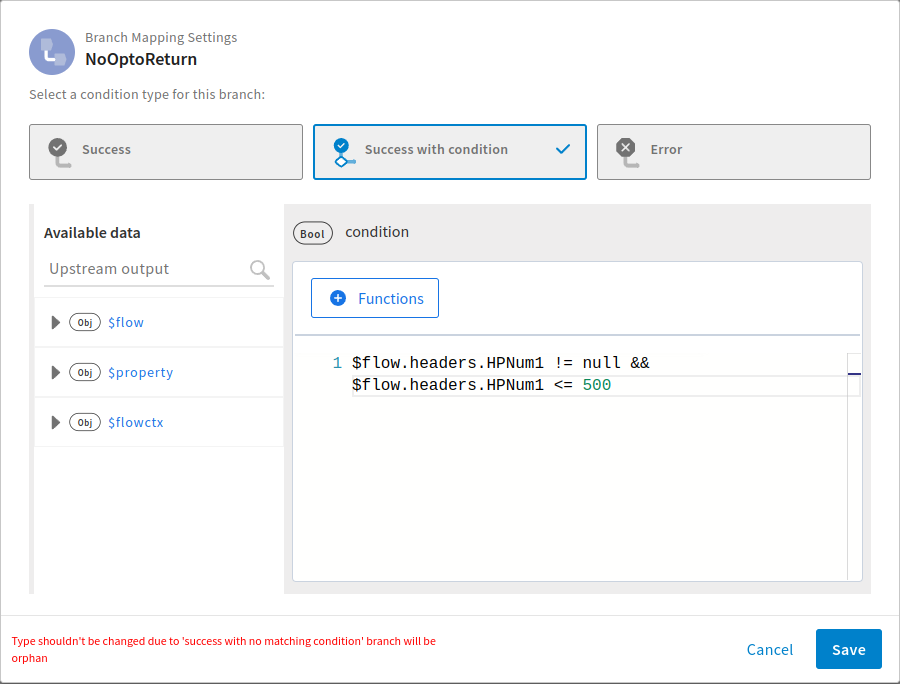 Branch Mapping Settings
NoOptoReturn
Select a condition type for this branch:
Success
Success with condition
Error
Available data
Upstream output
Obj $flow
Obj $property
Obj $flowctx
Bool condition
Functions
1 $flow.headers.HPNum1 != null &&
$flow.headers.HPNum1 <= 500
Type shouldn't be changed due to 'success with no matching condition' branch will be
orphan
Cancel
Save